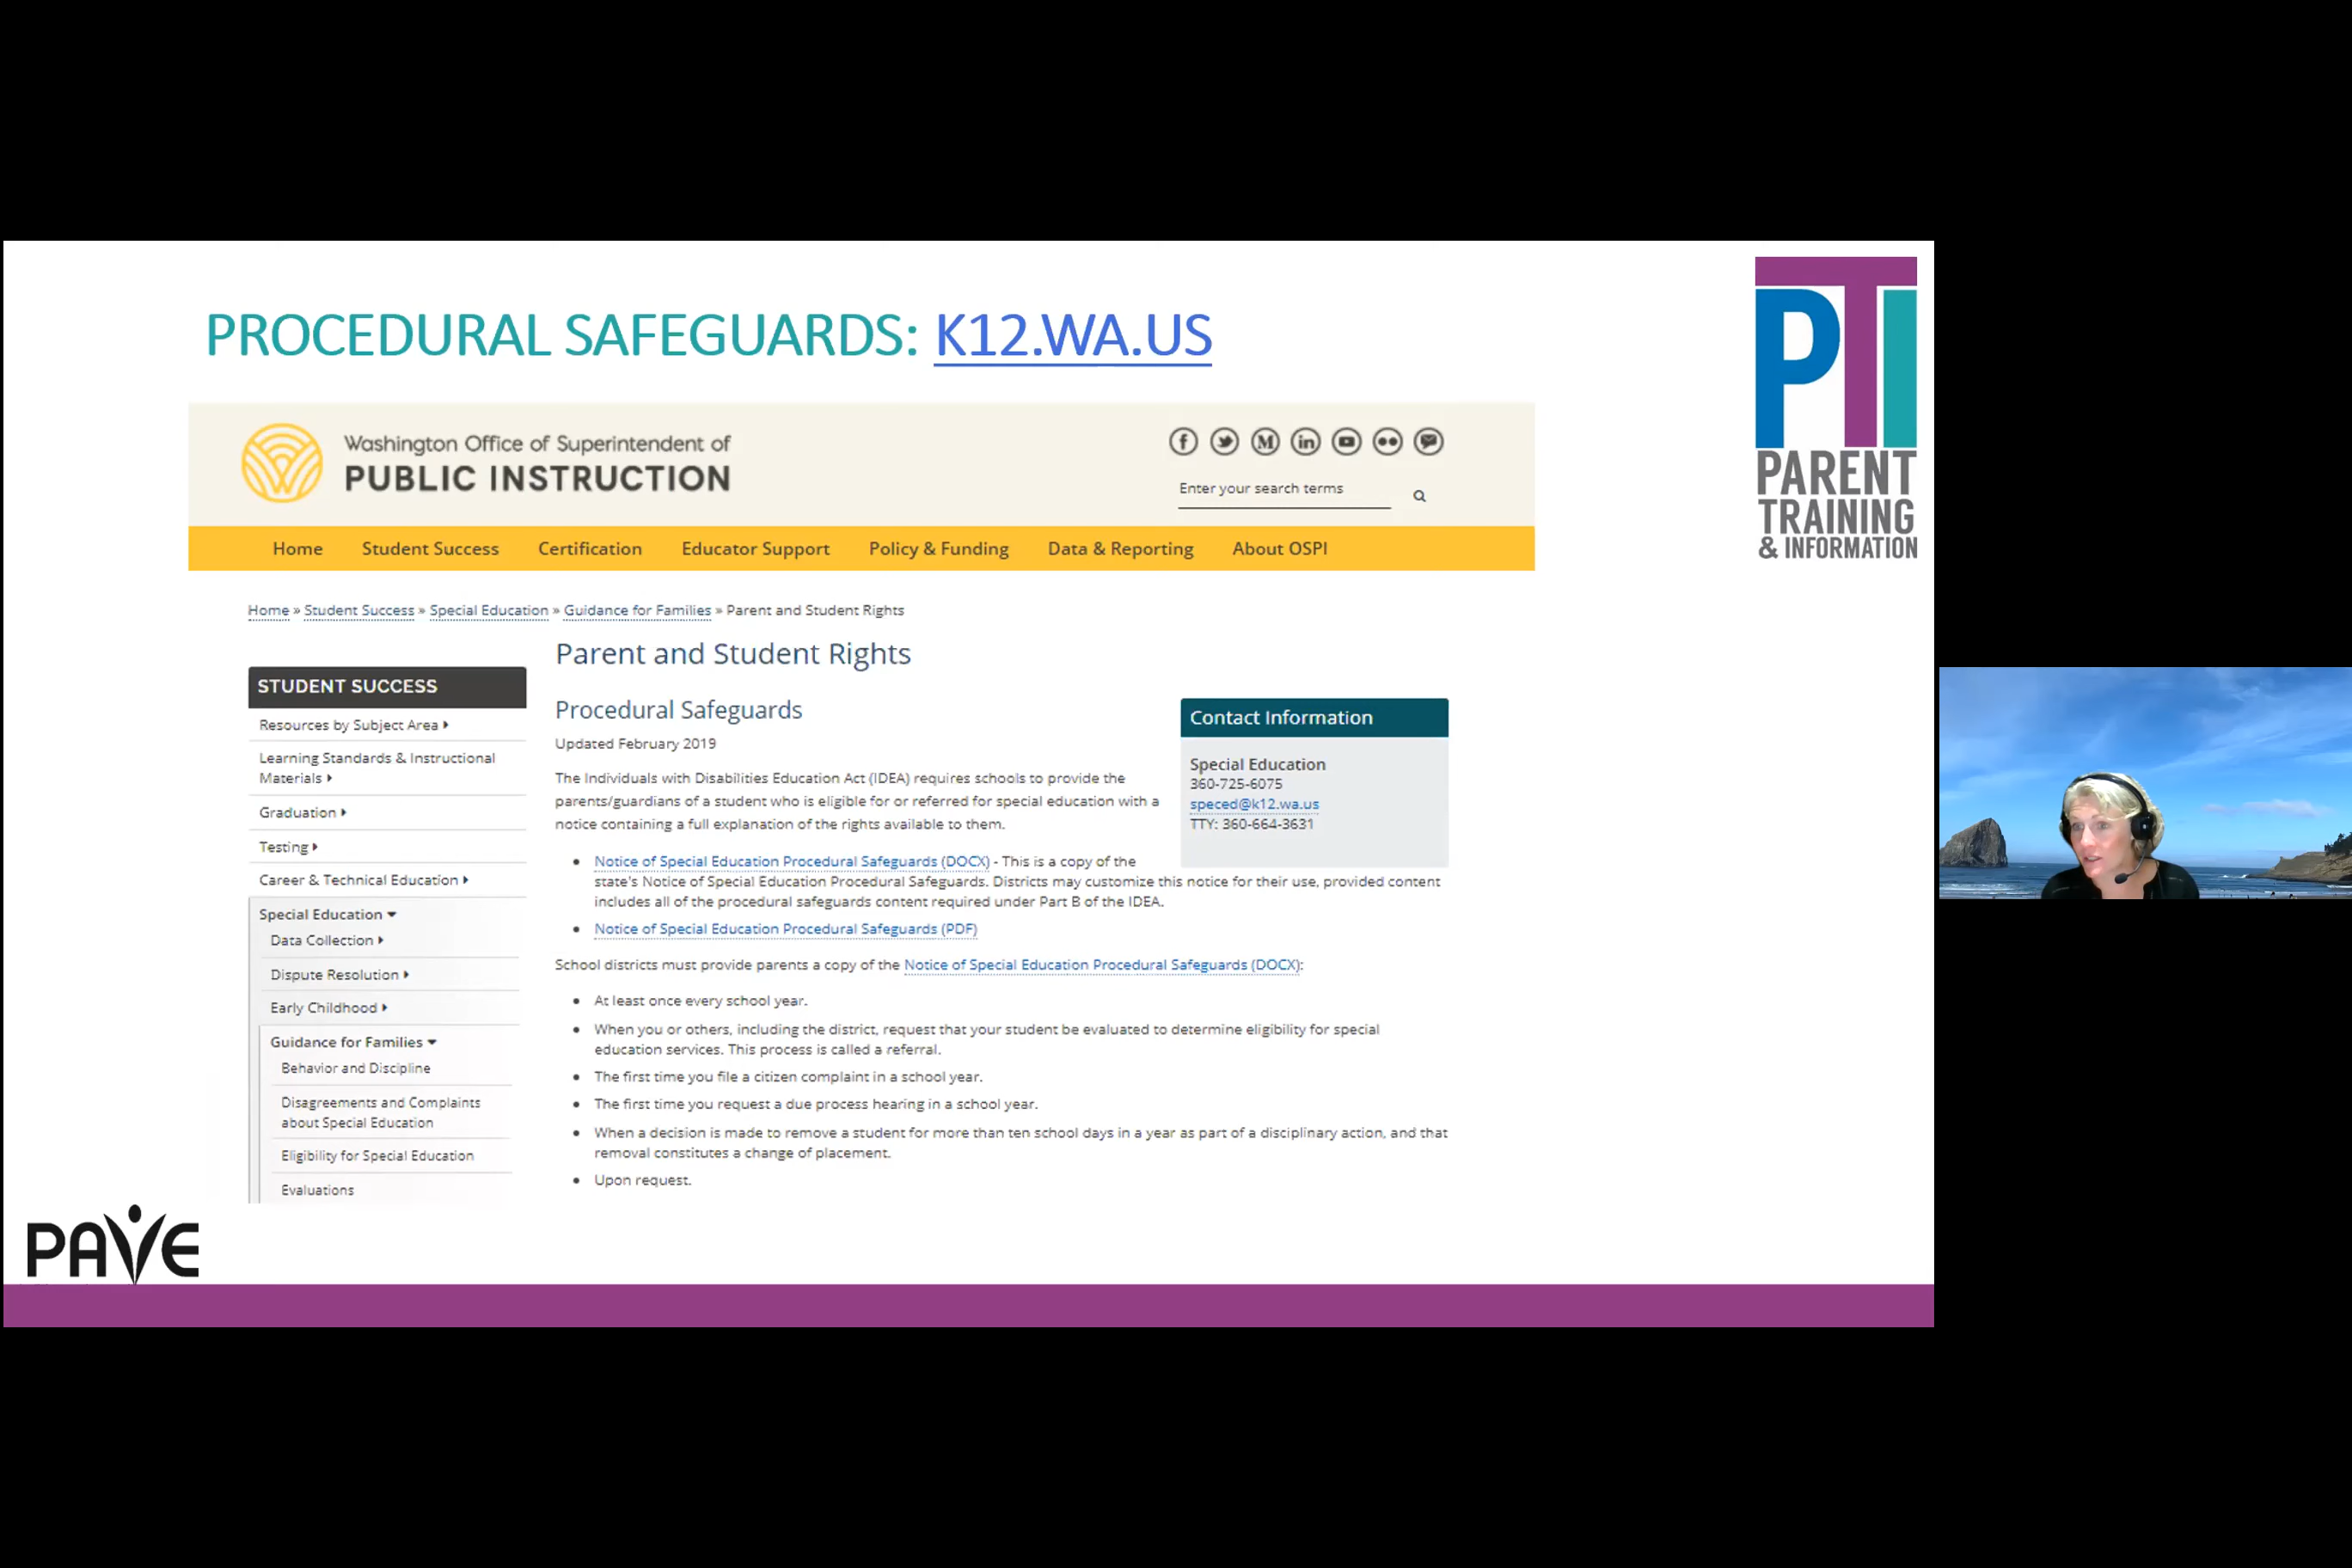 PROCEDURAL SAFEGUARDS: K12.WA.US
PTI
PARENT
TRAINING
& INFORMATION
Washington Office of Superintendent of
PUBLIC INSTRUCTION
Enter your search terms
Home Student Success Certification Educator Support Policy & Funding Data & Reporting About OSPI
Home » Student Success » Special Education » Guidance for Families » Parent and Student Rights
STUDENT SUCCESS
Resources by Subject Area
Learning Standards & Instructional
Materials
Graduation
Testing
Career & Technical Education
Special Education
Data Collection
Dispute Resolution
Early Childhood
Guidance for Families
Behavior and Discipline
Disagreements and Complaints
about Special Education
Eligibility for Special Education
Evaluations
Parent and Student Rights
Procedural Safeguards
Updated February 2019
The Individuals with Disabilities Education Act (IDEA) requires schools to provide the
parents/guardians of a student who is eligible for or referred for special education with a
notice containing a full explanation of the rights available to them.
• Notice of Special Education Procedural Safeguards (DOCX) - This is a copy of the
state's Notice of Special Education Procedural Safeguards. Districts may customize this notice for their use, provided content
includes all of the procedural safeguards content required under Part B of the IDEA.
• Notice of Special Education Procedural Safeguards (PDF)
School districts must provide parents a copy of the Notice of Special Education Procedural Safeguards (DOCX):
• At least once every school year.
• When you or others, including the district, request that your student be evaluated to determine eligibility for special
education services. This process is called a referral.
• The first time you file a citizen complaint in a school year.
• The first time you request a due process hearing in a school year.
• When a decision is made to remove a student for more than ten school days in a year as part of a disciplinary action, and that
removal constitutes a change of placement.
• Upon request.
Contact Information
Special Education
360-725-6075
speced@k12.wa.us
TTY: 360-664-3631
PAVE